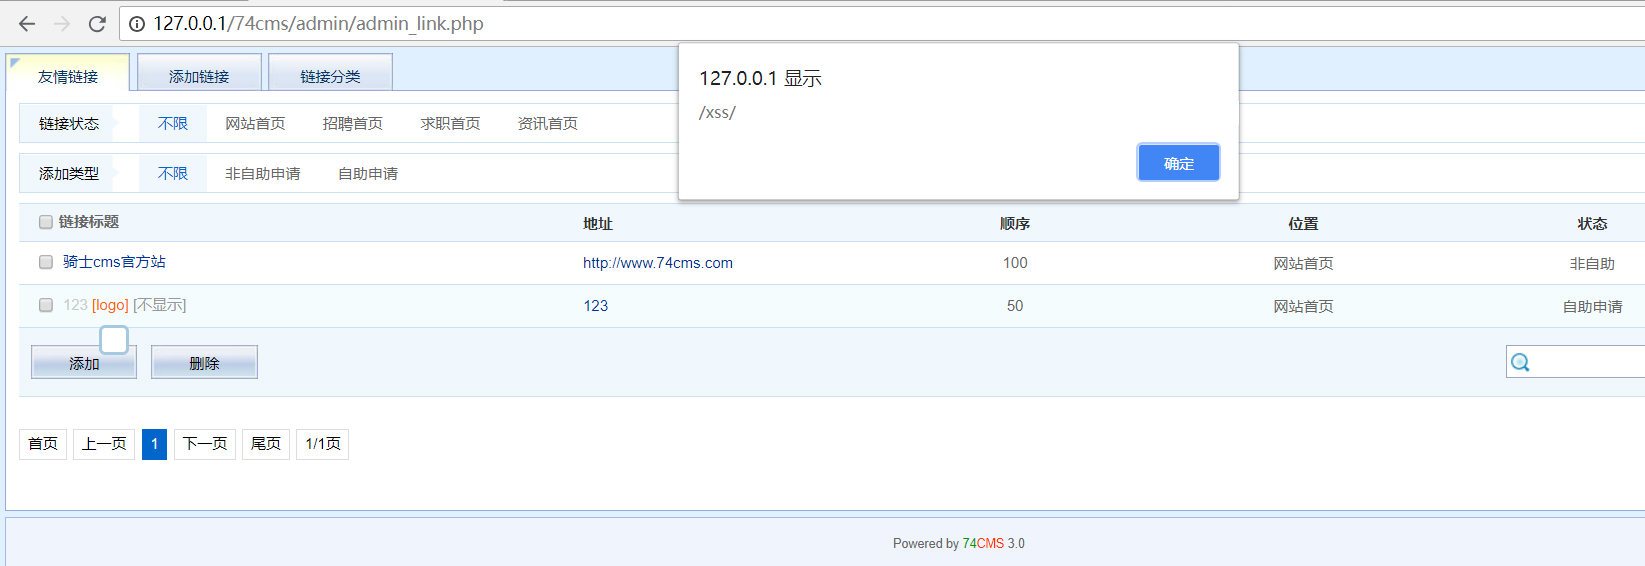 127.0.0.1/74cms/admin/admin_link.php
友情链接 添加链接 链接分类
127.0.0.1 显示
/xss/
确定
链接状态 不限 网站首页 招聘首页 求职首页 资讯首页
添加类型 不限 非自助申请 自助申请
链接标题 地址 顺序 位置 状态
骑士cms官方站 http://www.74cms.com 100 网站首页 非自助
123 [logo] [不显示] 123 50 网站首页 自助申请
添加 删除
首页 上一页 1 下一页 尾页 1/1页
Powered by 74CMS 3.0